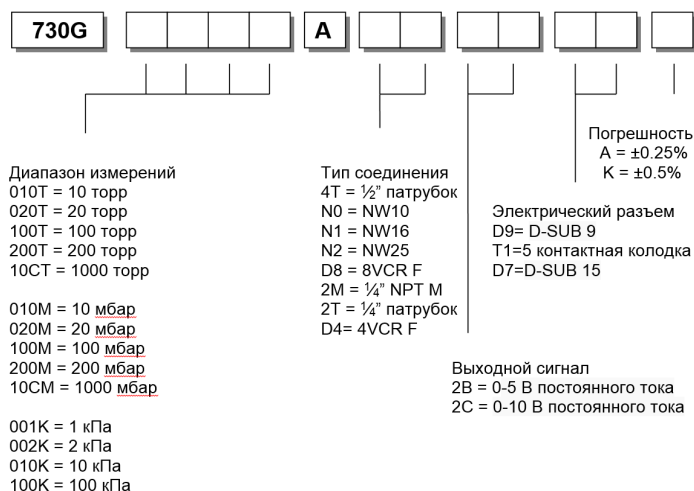 730G A
Погрешность
A = ±0.25%
K = ±0.5%
Диапазон измерений
010T = 10 торр
020T = 20 торр
100T = 100 торр
200T = 200 торр
10CT = 1000 торр
010M = 10 мбар
020M = 20 мбар
100M = 100 мбар
200M = 200 мбар
10CM = 1000 мбар
001K = 1 кПа
002K = 2 кПа
010K = 10 кПа
100K = 100 кПа
Тип соединения
4T = ½” патрубок
N0 = NW10
N1 = NW16
N2 = NW25
D8 = 8VCR F
2M = ¼” NPT M
2T = ¼” патрубок
D4= 4VCR F
Электрический разъем
D9= D-SUB 9
T1=5 контактная колодка
D7=D-SUB 15
Выходной сигнал
2B = 0-5 В постоянного тока
2C = 0-10 В постоянного тока